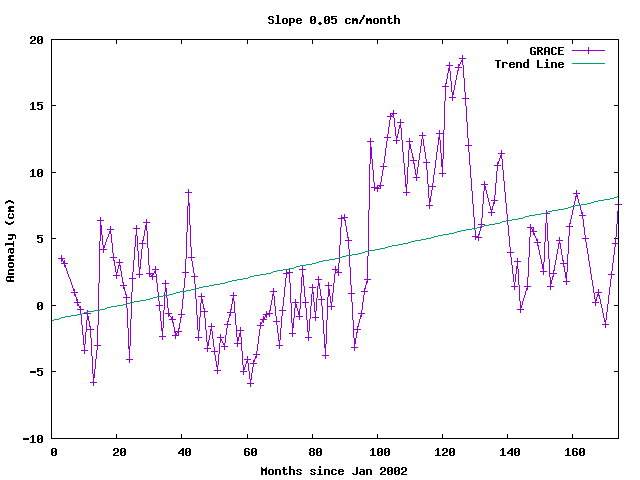 Slope 0.05 cm/month
GRACE
Trend Line
20
15
10
5
0
-5
-10
Anomaly (cm)
0 20 40 60 80 100 120 140 160
Months since Jan 2002